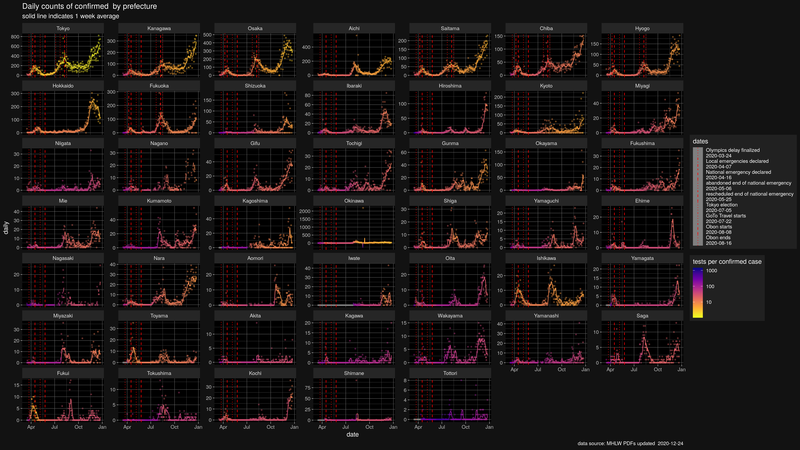 Daily counts of confirmed by prefecture
solid line indicates 1 week average
Tokyo Kanagawa Osaka Aichi Saitama Chiba Hyogo
Hokkaido Fukuoka Shizuoka Ibaraki Hiroshima Kyoto Miyagi
Niigata Nagano Gifu Tochigi Gunma Okayama Fukushima
Mie Kumamoto Kagoshima Okinawa Shiga Yamaguchi Ehime
Nagasaki Nara Aomori Iwate Oita Ishikawa Yamagata
Miyazaki Toyama Akita Kagawa Wakayama Yamanashi Saga
Fukui Tokushima Kochi Shimane Tottori
Apr Jul Oct Jan
daily
date
dates
Olympics delay finalized
2020-03-24
Local emergencies declared
2020-04-07
National emergency declared
2020-04-16
abandoned end of national emergency
2020-05-06
rescheduled end of national emergency
2020-05-25
Tokyo election
2020-07-05
GoTo Travel starts
2020-07-22
Obon starts
2020-08-08
Obon ends
2020-08-16
tests per confirmed case
1000
100
10
data source: MHLW PDFs updated 2020-12-24